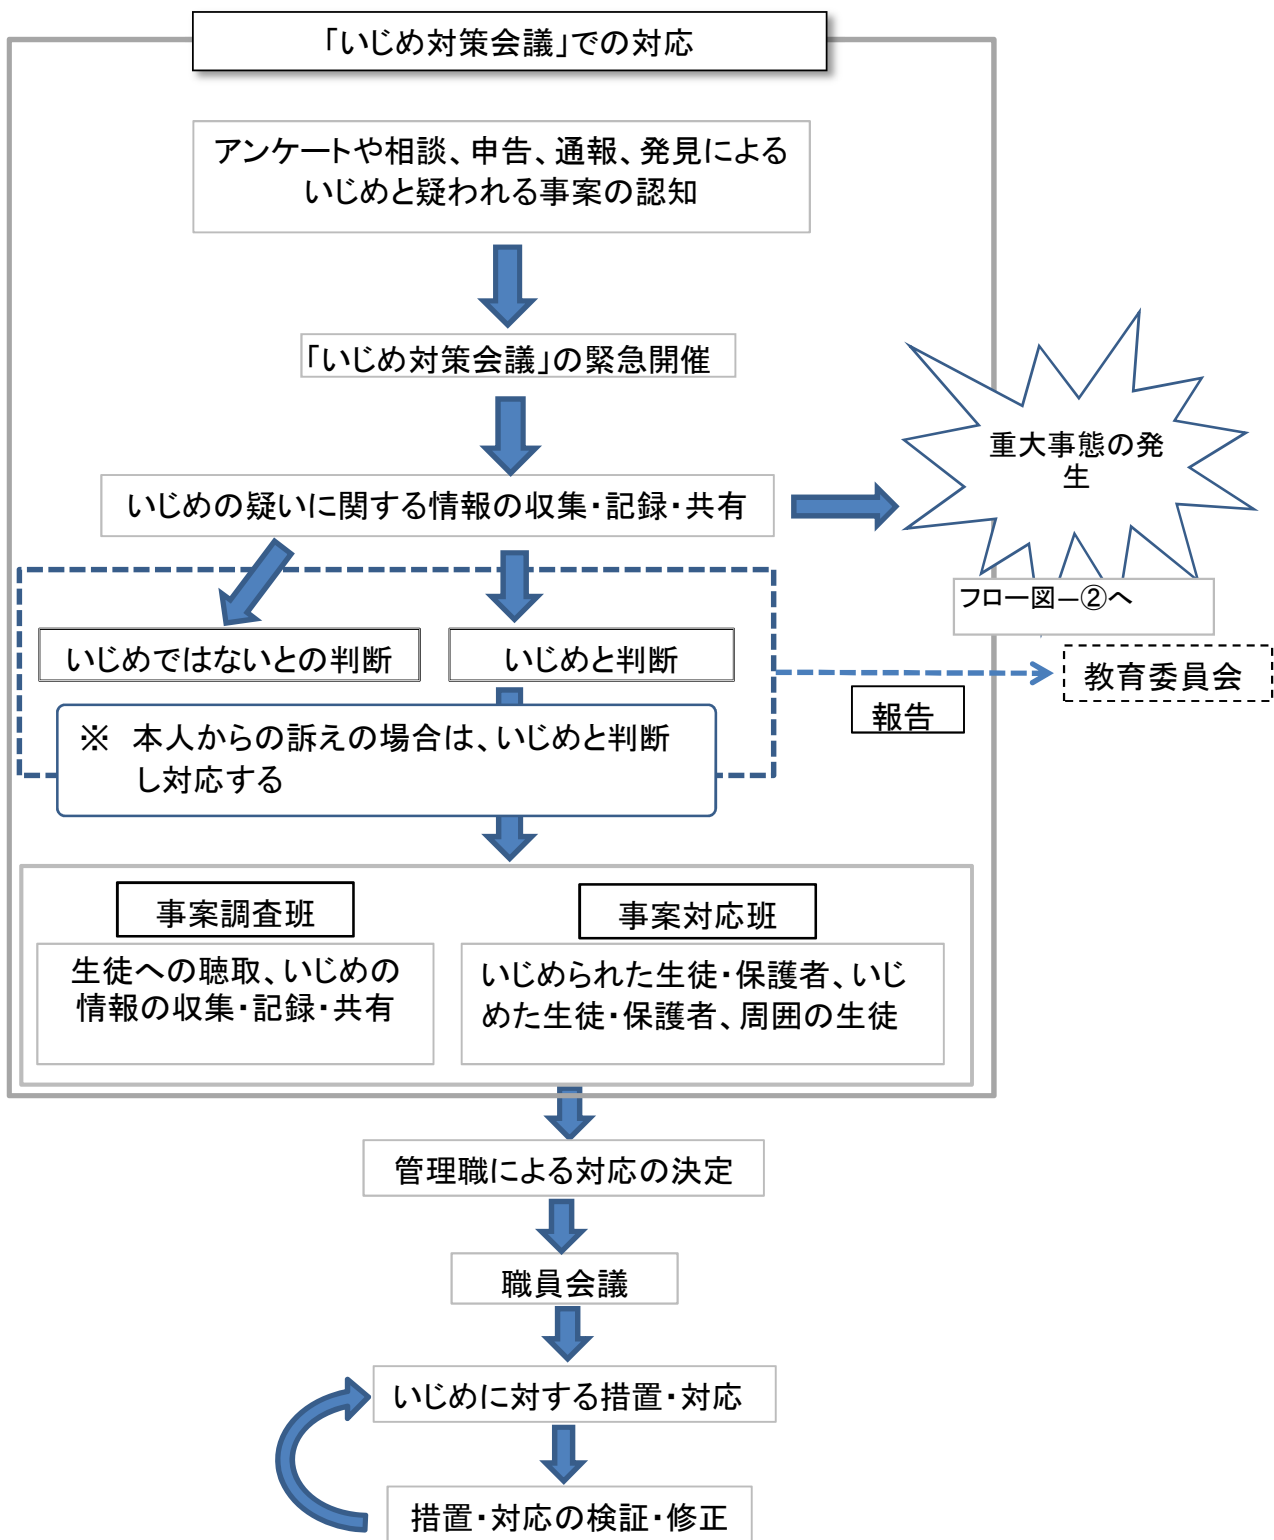 「いじめ対策会議」での対応
アンケートや相談、申告、通報、発見による
いじめと疑われる事案の認知
「いじめ対策会議」の緊急開催
重大事態の発
生
いじめの疑いに関する情報の収集・記録・共有
フロー図―②へ
いじめではないとの判断
いじめと判断
教育委員会
報告
※　本人からの訴えの場合は、いじめと判断
し対応する
事案調査班
事案対応班
生徒への聴取、いじめの
情報の収集・記録・共有
いじめられた生徒・保護者、いじ
めた生徒・保護者、周囲の生徒
管理職による対応の決定
職員会議
いじめに対する措置・対応
措置・対応の検証・修正